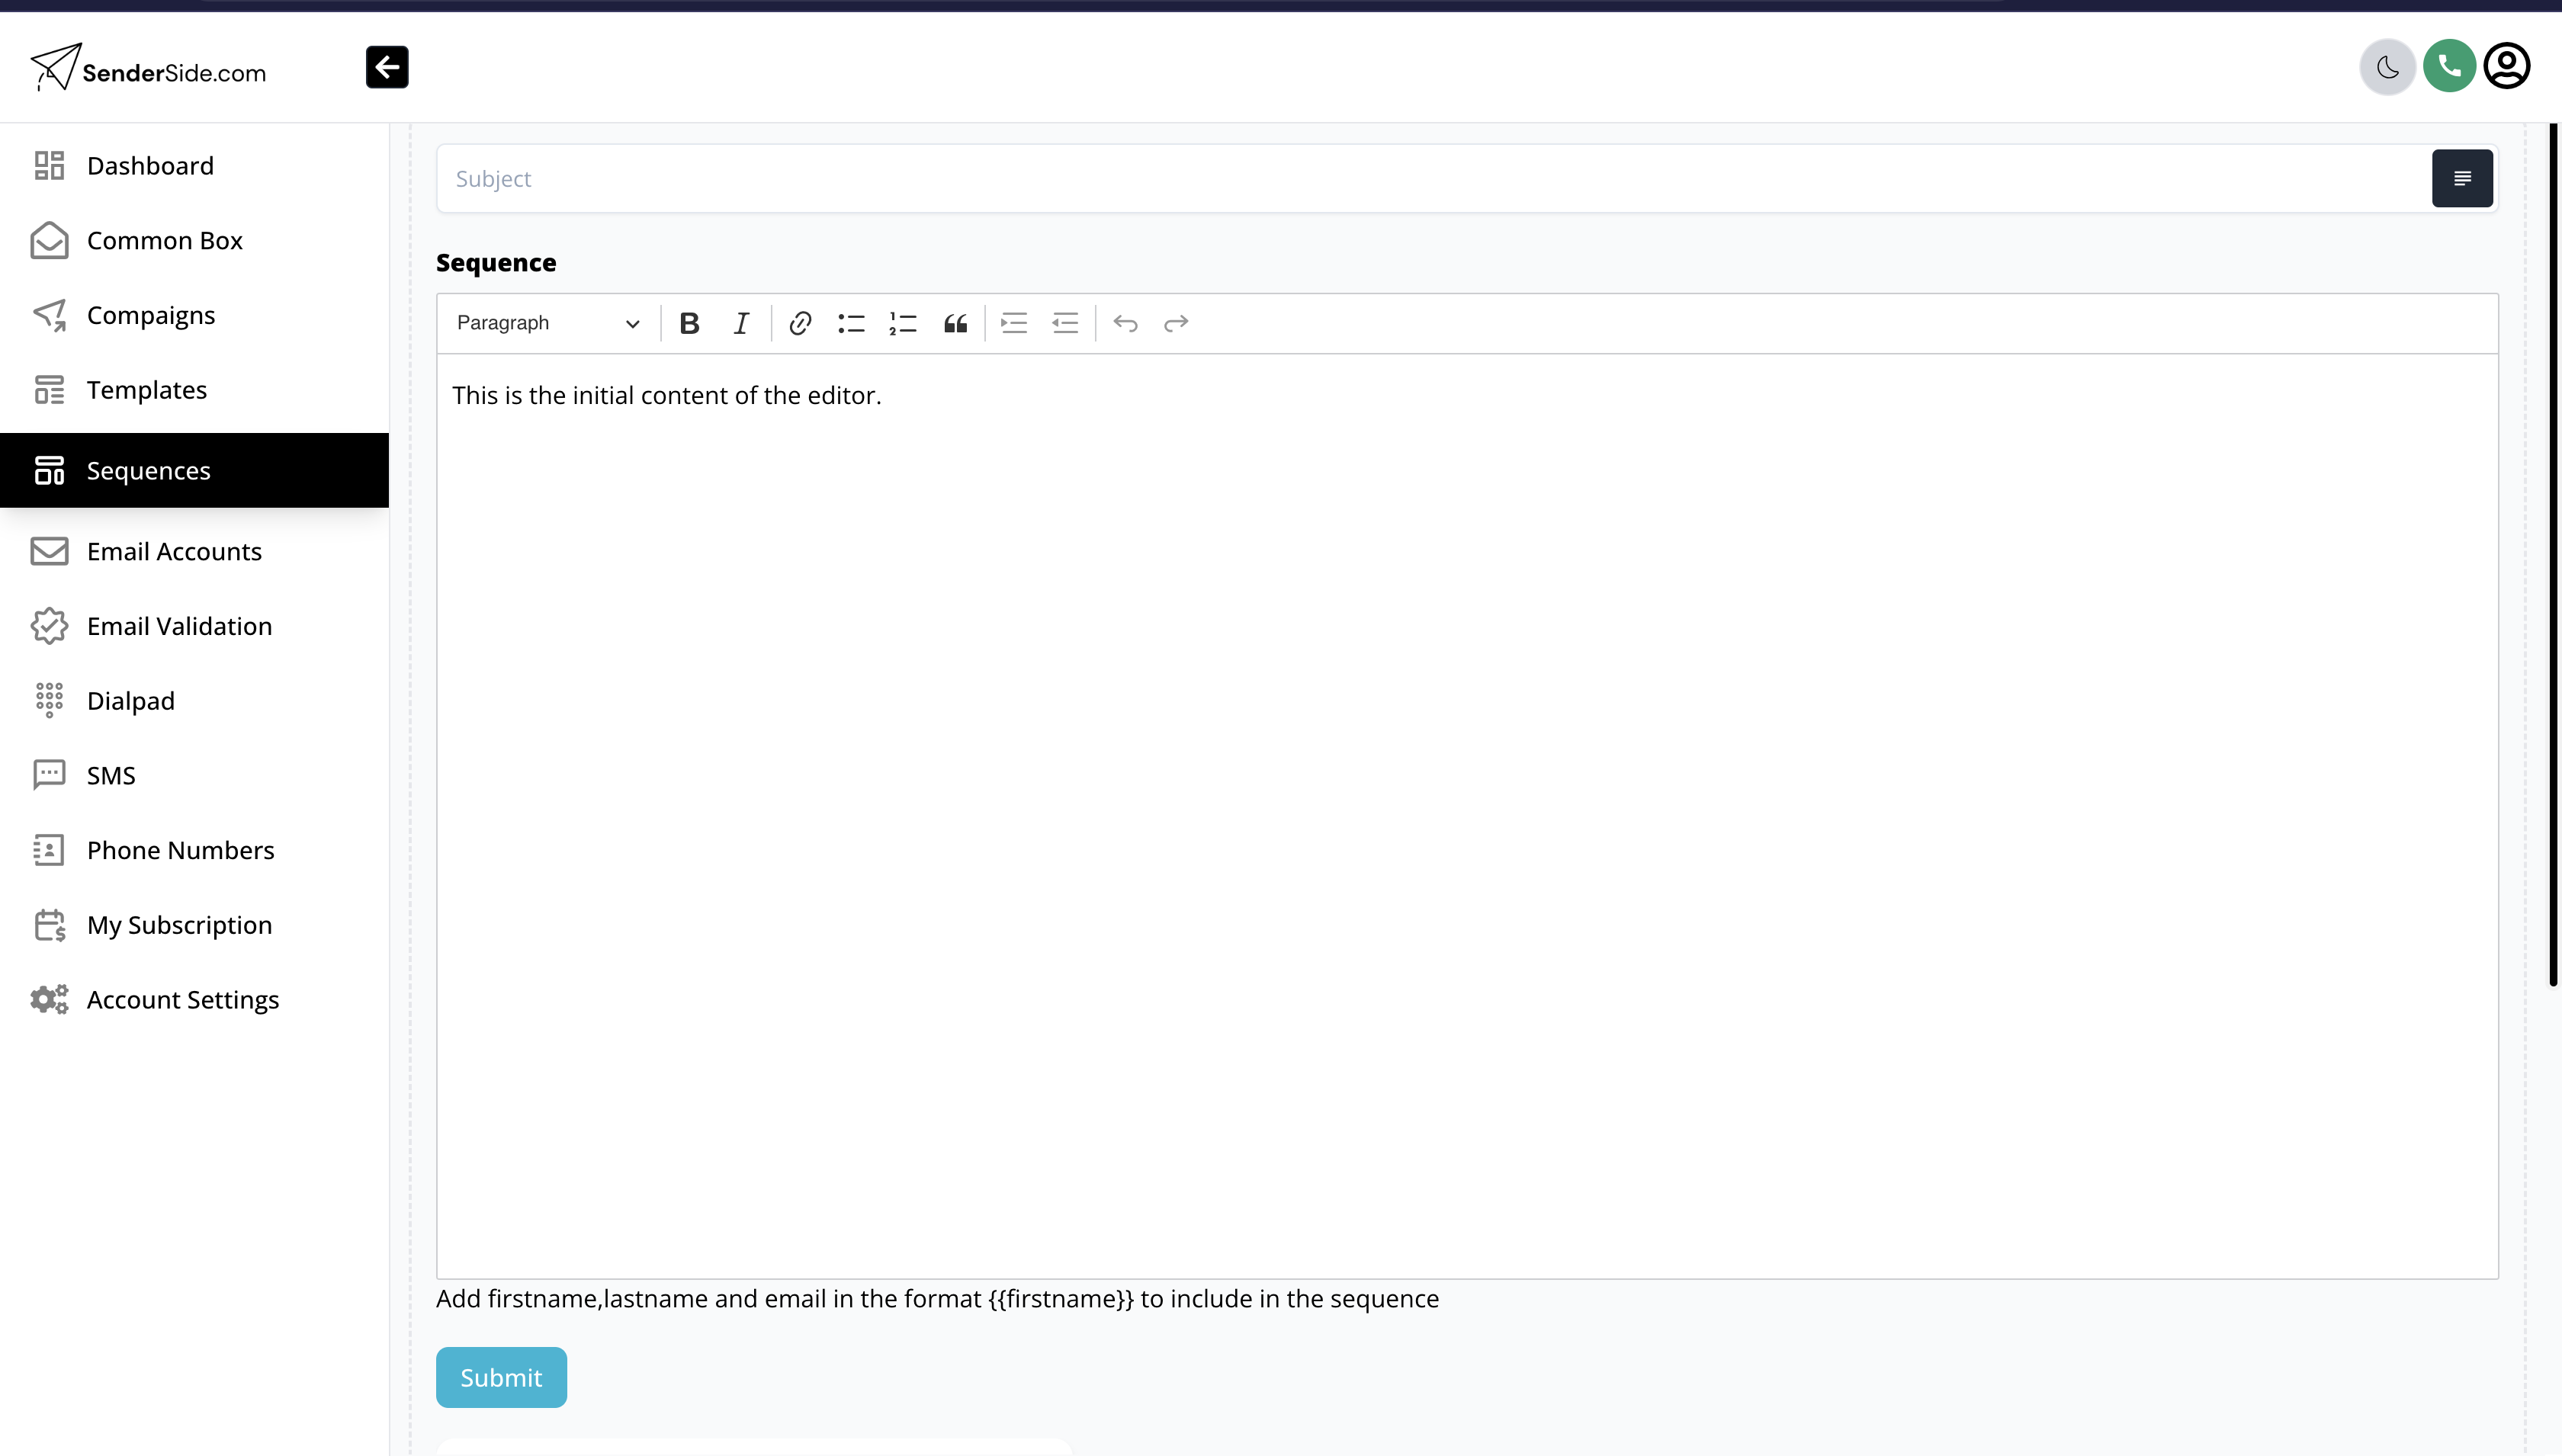 SenderSide.com
Dashboard
Common Box
Compaigns
Templates
Sequences
Email Accounts
Email Validation
Dialpad
SMS
Phone Numbers
My Subscription
Account Settings
Subject
Sequence
Paragraph
This is the initial content of the editor.
Add firstname,lastname and email in the format {{firstname}} to include in the sequence
Submit